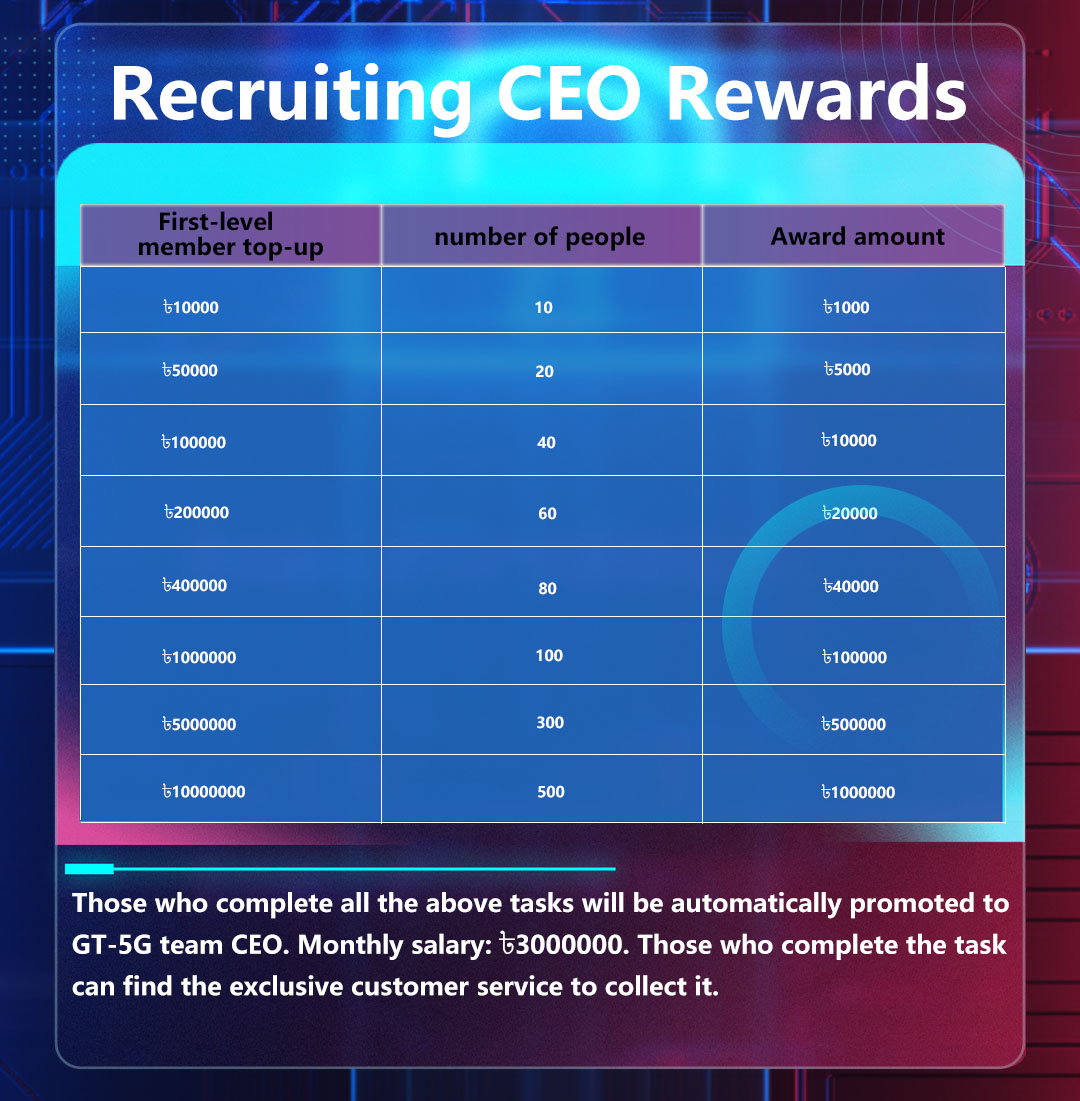 Recruiting CEO Rewards
First-level
member top-up
number of people
Award amount
৳10000 10 ৳1000
৳50000 20 ৳5000
৳100000 40 ৳10000
৳200000 60 ৳20000
৳400000 80 ৳40000
৳1000000 100 ৳100000
৳5000000 300 ৳500000
৳10000000 500 ৳1000000
Those who complete all the above tasks will be automatically promoted to
GT-5G team CEO. Monthly salary: ৳3000000. Those who complete the task
can find the exclusive customer service to collect it.